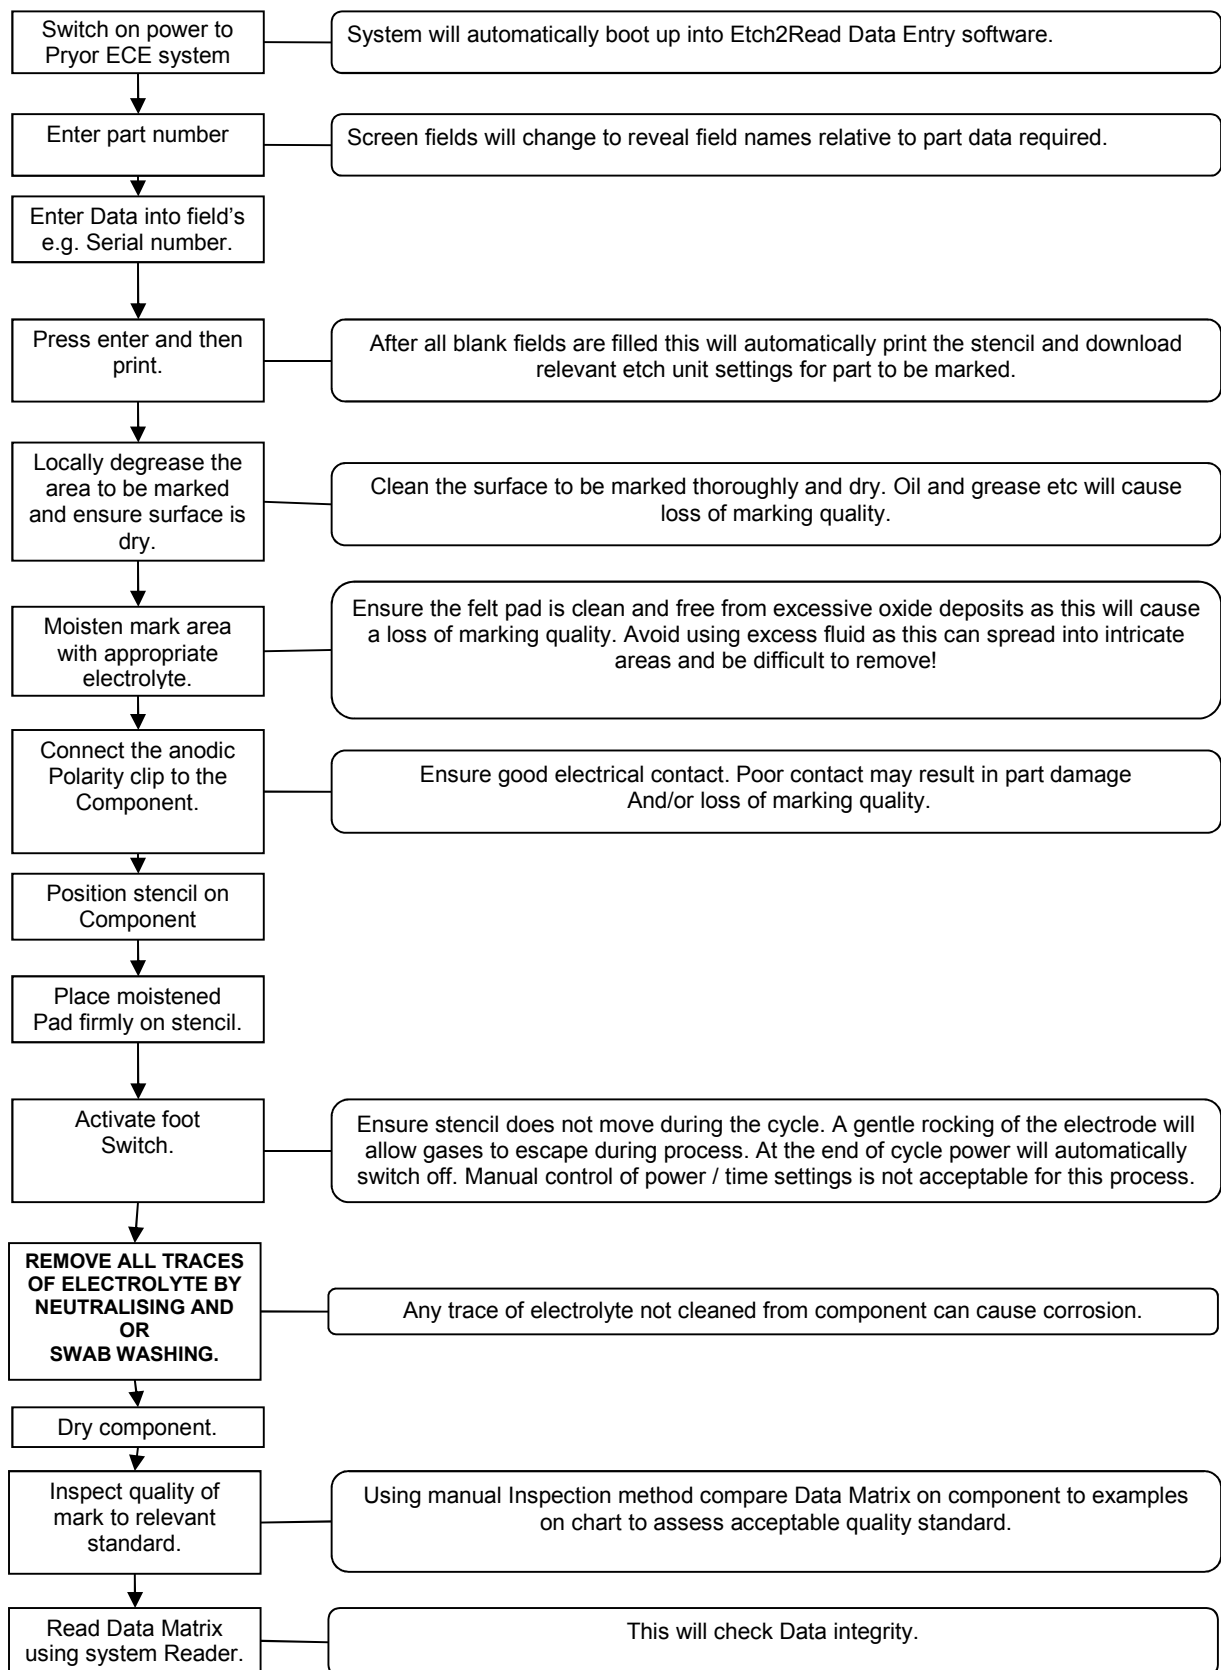 Switch on power to
Pryor ECE system
System will automatically boot up into Etch2Read Data Entry software.
Enter part number
Screen fields will change to reveal field names relative to part data required.
Enter Data into field's
e.g. Serial number.
Press enter and then
print.
After all blank fields are filled this will automatically print the stencil and download
relevant etch unit settings for part to be marked.
Locally degrease the
area to be marked
and ensure surface is
dry.
Clean the surface to be marked thoroughly and dry. Oil and grease etc will cause
loss of marking quality.
Moisten mark area
with appropriate
electrolyte.
Ensure the felt pad is clean and free from excessive oxide deposits as this will cause
a loss of marking quality. Avoid using excess fluid as this can spread into intricate
areas and be difficult to remove!
Connect the anodic
Polarity clip to the
Component.
Ensure good electrical contact. Poor contact may result in part damage
And/or loss of marking quality.
Position stencil on
Component
Place moistened
Pad firmly on stencil.
Activate foot
Switch.
Ensure stencil does not move during the cycle. A gentle rocking of the electrode will
allow gases to escape during process. At the end of cycle power will automatically
switch off. Manual control of power / time settings is not acceptable for this process.
REMOVE ALL TRACES
OF ELECTROLYTE BY
NEUTRALISING AND
OR
SWAB WASHING.
Any trace of electrolyte not cleaned from component can cause corrosion.
Dry component.
Inspect quality of
mark to relevant
standard.
Using manual Inspection method compare Data Matrix on component to examples
on chart to assess acceptable quality standard.
Read Data Matrix
using system Reader.
This will check Data integrity.